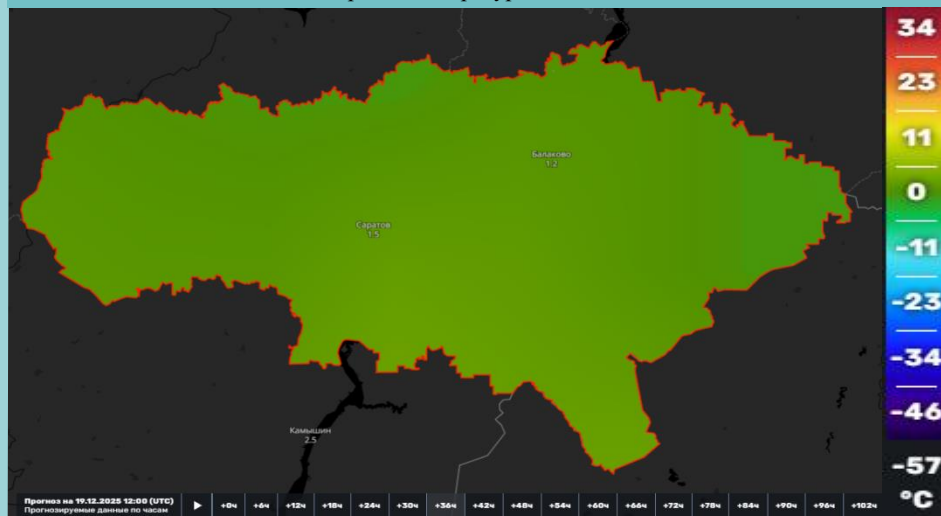 Балаково
1.2
Саратов
1.5
Камышин
2.5
34
23
11
0
-11
-23
-34
-46
-57
°C
Прогноз на 19.12.2025 12:00 (UTC)
Прогнозируемые данные по часам
+0ч +6ч +12ч +18ч +24ч +30ч +36ч +42ч +48ч +54ч +60ч +66ч +72ч +78ч +84ч +90ч +96ч +102ч